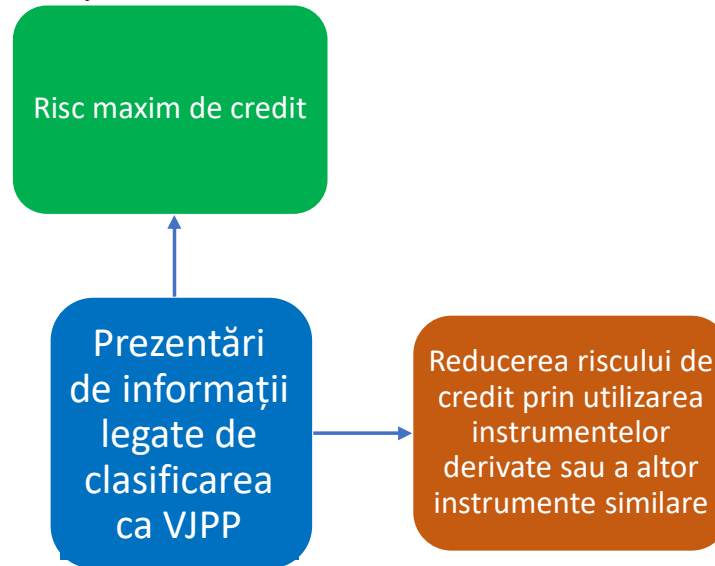 Risc maxim de credit
Prezentări
de informații
legate de
clasificarea
ca VJPP
Reducerea riscului de
credit prin utilizarea
instrumentelor
derivate sau a altor
instrumente similare